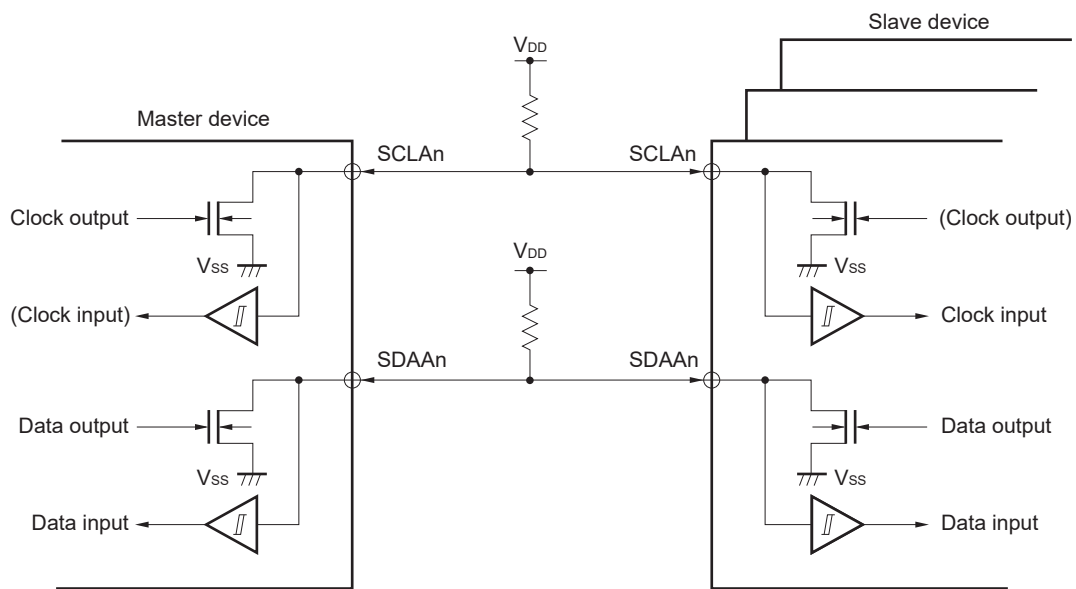 Slave device
VDD
Master device
SCLAn
SCLAn
Clock output
(Clock output)
VSS
VSS
VDD
(Clock input)
Clock input
SDAAn
SDAAn
Data output
Data output
VSS
VSS
Data input
Data input